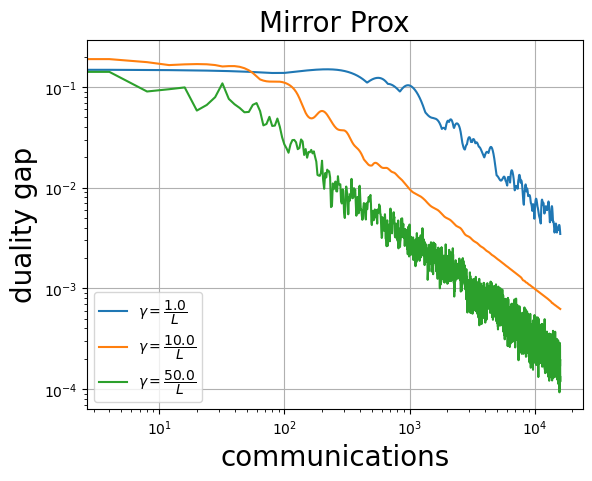 Mirror Prox
duality gap
10⁻¹
10⁻²
10⁻³
10⁻⁴
γ = 1.0/L
γ = 10.0/L
γ = 50.0/L
10¹ 10² 10³ 10⁴
communications